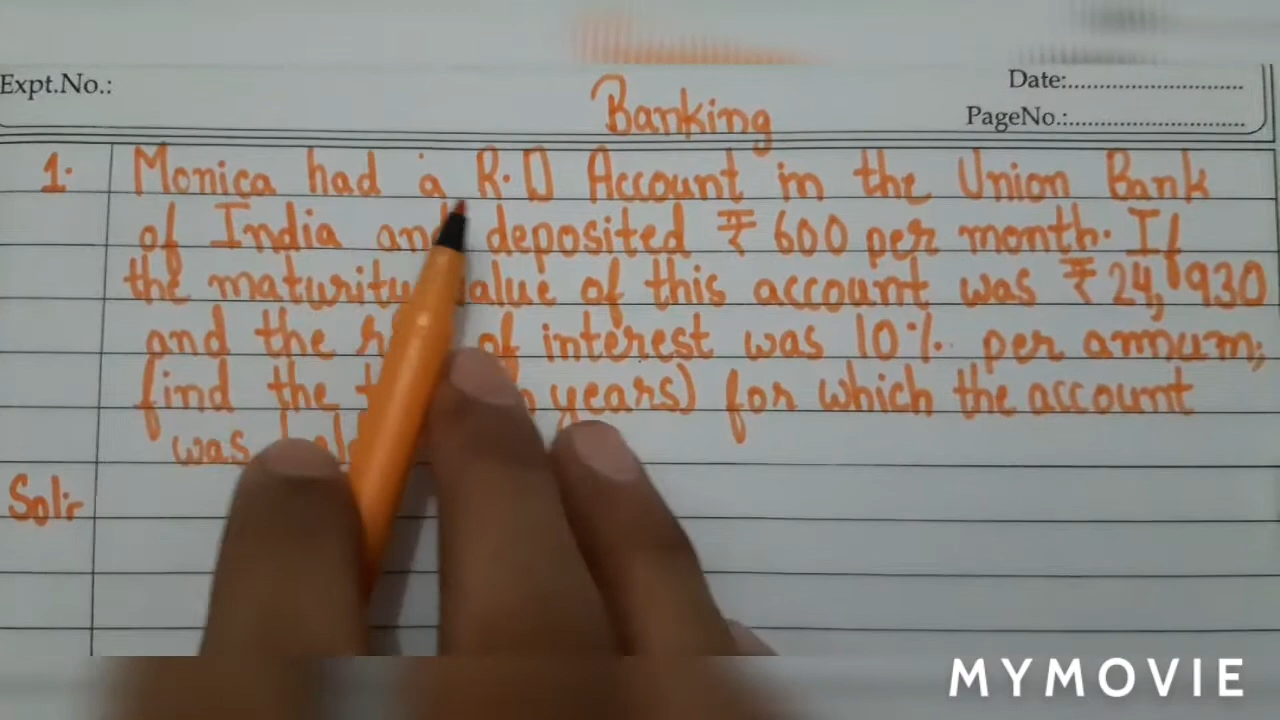 Expt.No.:
Date:
PageNo.:
Banking
1. Monica had a R.D Account in the Union Bank
of India and deposited ₹ 600 per month. If
the maturity value of this account was ₹ 24,930
and the of interest was 10%. per annum;
find the years) for which the account
was
Sol:-
MYMOVIE